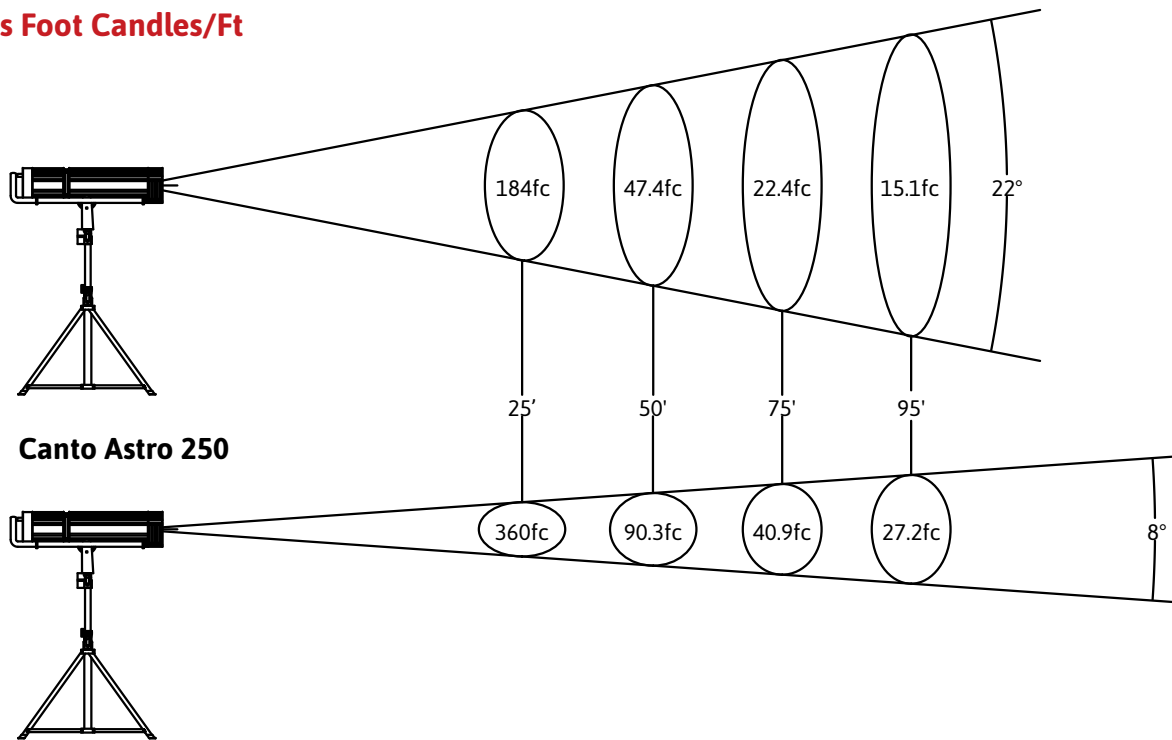 s Foot Candles/Ft
184fc 47.4fc 22.4fc 15.1fc 22°
25’ 50' 75' 95'
Canto Astro 250
360fc 90.3fc 40.9fc 27.2fc 8°